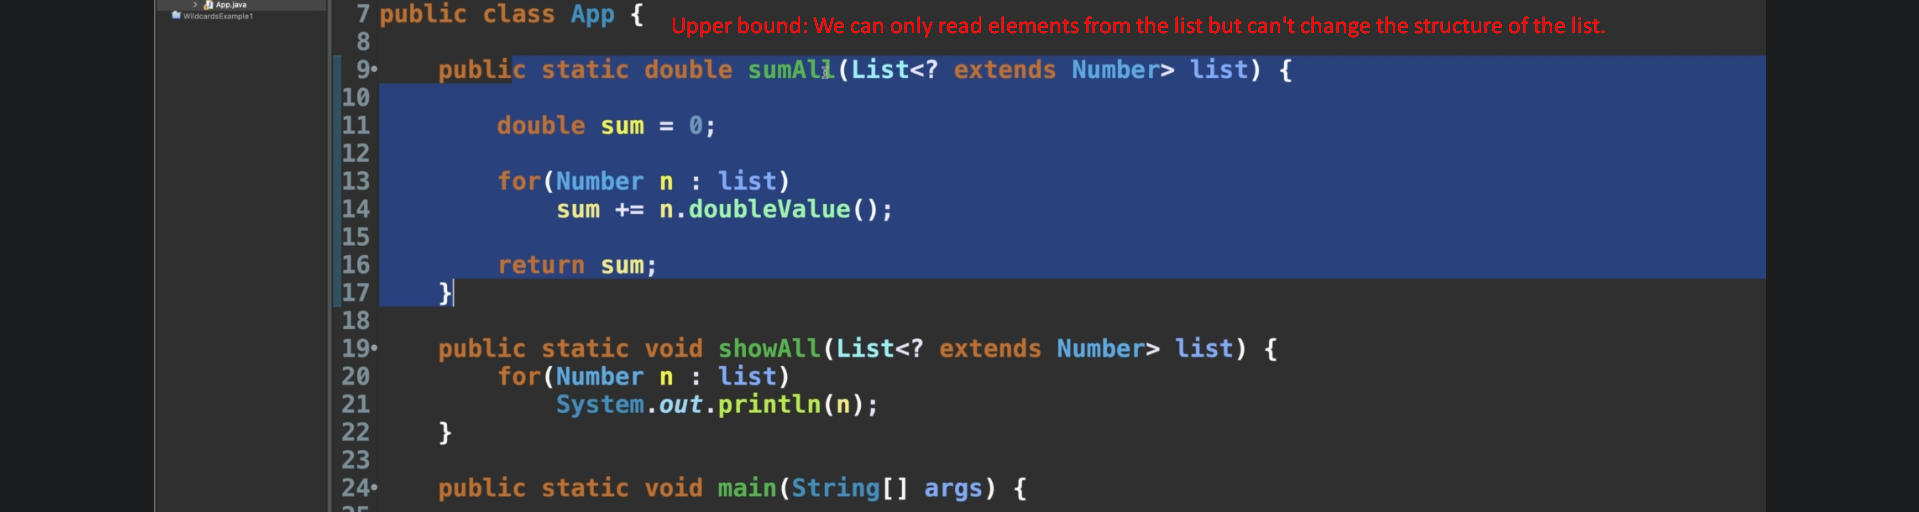 App.java
WildcardsExample1
7 public class App {
Upper bound: We can only read elements from the list but can't change the structure of the list.
8
9 public static double sumAll(List<? extends Number> list) {
10
11 double sum = 0;
12
13 for(Number n : list)
14 sum += n.doubleValue();
15
16 return sum;
17 }
18
19 public static void showAll(List<? extends Number> list) {
20 for(Number n : list)
21 System.out.println(n);
22 }
23
24 public static void main(String[] args) {